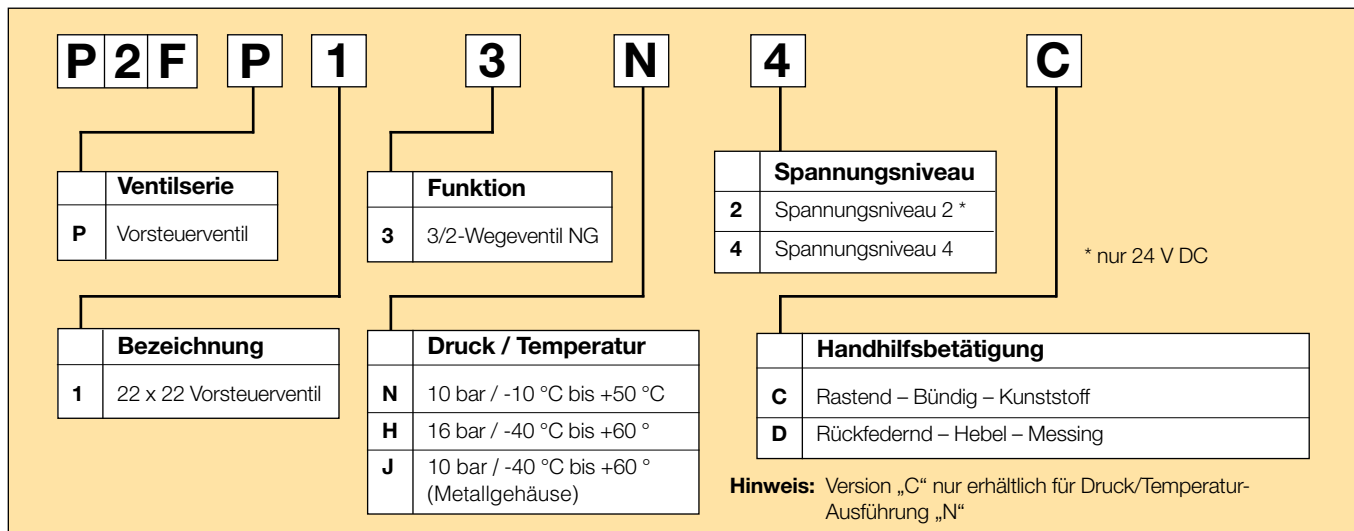 P 2 F P 1 3 N 4 C
Ventilserie
P Vorsteuerventil
Funktion
3 3/2-Wegeventil NG
Spannungsniveau
2 Spannungsniveau 2 *
4 Spannungsniveau 4
* nur 24 V DC
Bezeichnung
1 22 x 22 Vorsteuerventil
Druck / Temperatur
N 10 bar / -10 °C bis +50 °C
H 16 bar / -40 °C bis +60 °
J 10 bar / -40 °C bis +60 °
(Metallgehäuse)
Handhilfsbetätigung
C Rastend – Bündig – Kunststoff
D Rückfedernd – Hebel – Messing
Hinweis: Version „C“ nur erhältlich für Druck/Temperatur-
Ausführung „N“